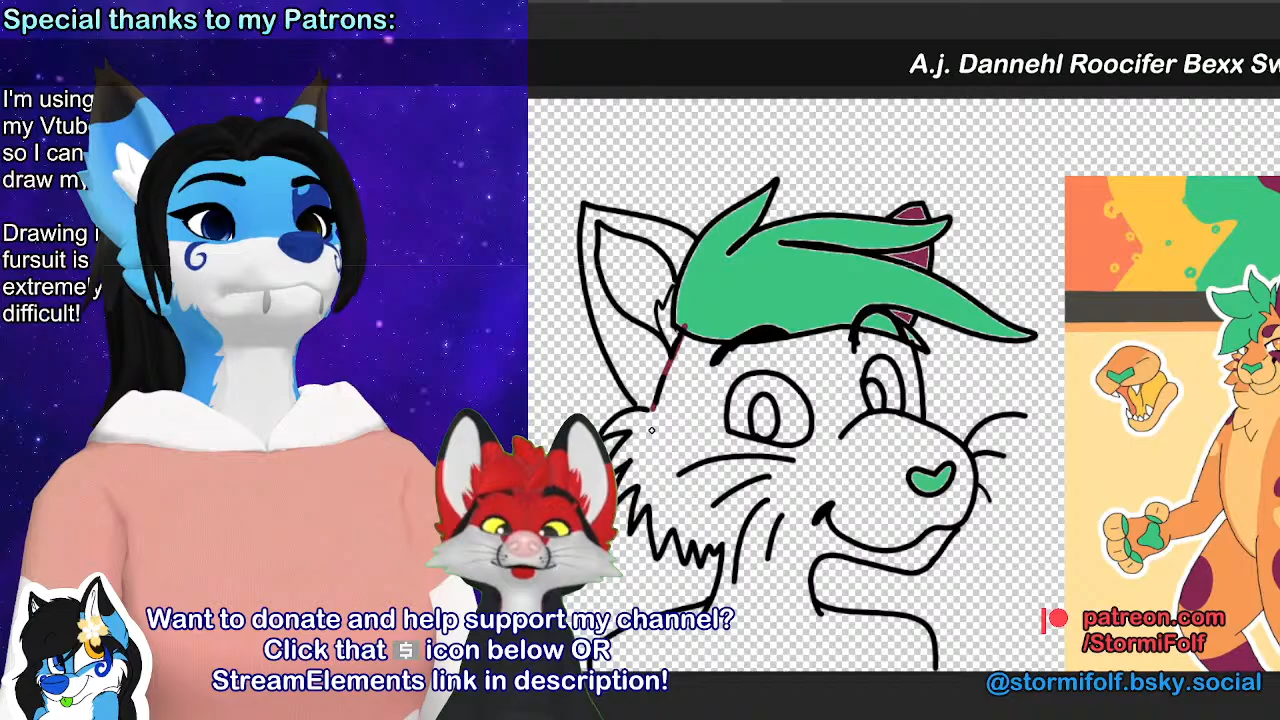 Special thanks to my Patrons:
A.j. Dannehl Roocifer Bexx Sw
I'm using
my Vtub
so I can
draw my
Drawing
fursuit is
extremely
difficult!
Want to donate and help support my channel?
Click that $ icon below OR
StreamElements link in description!
patreon.com
/StormiFolf
@stormifolf.bsky.social